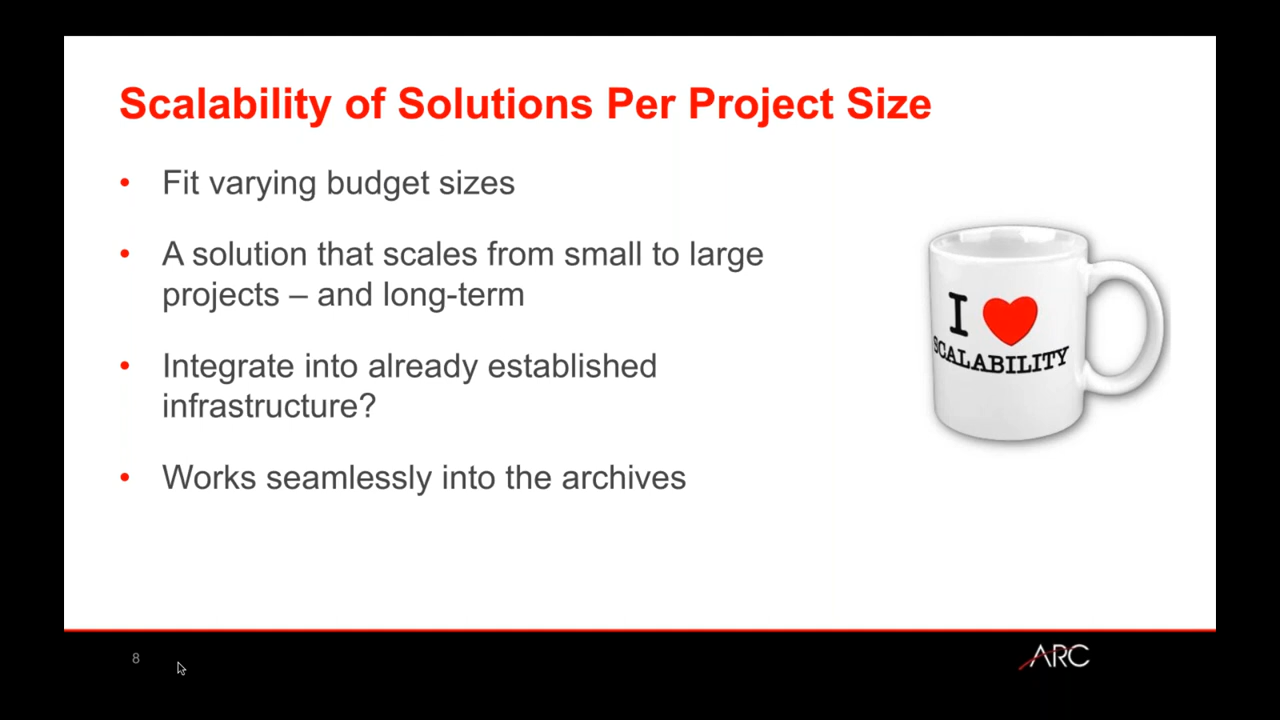 Scalability of Solutions Per Project Size
• Fit varying budget sizes
• A solution that scales from small to large
projects – and long-term
• Integrate into already established
infrastructure?
• Works seamlessly into the archives
I ❤
SCALABILITY
8
ARC